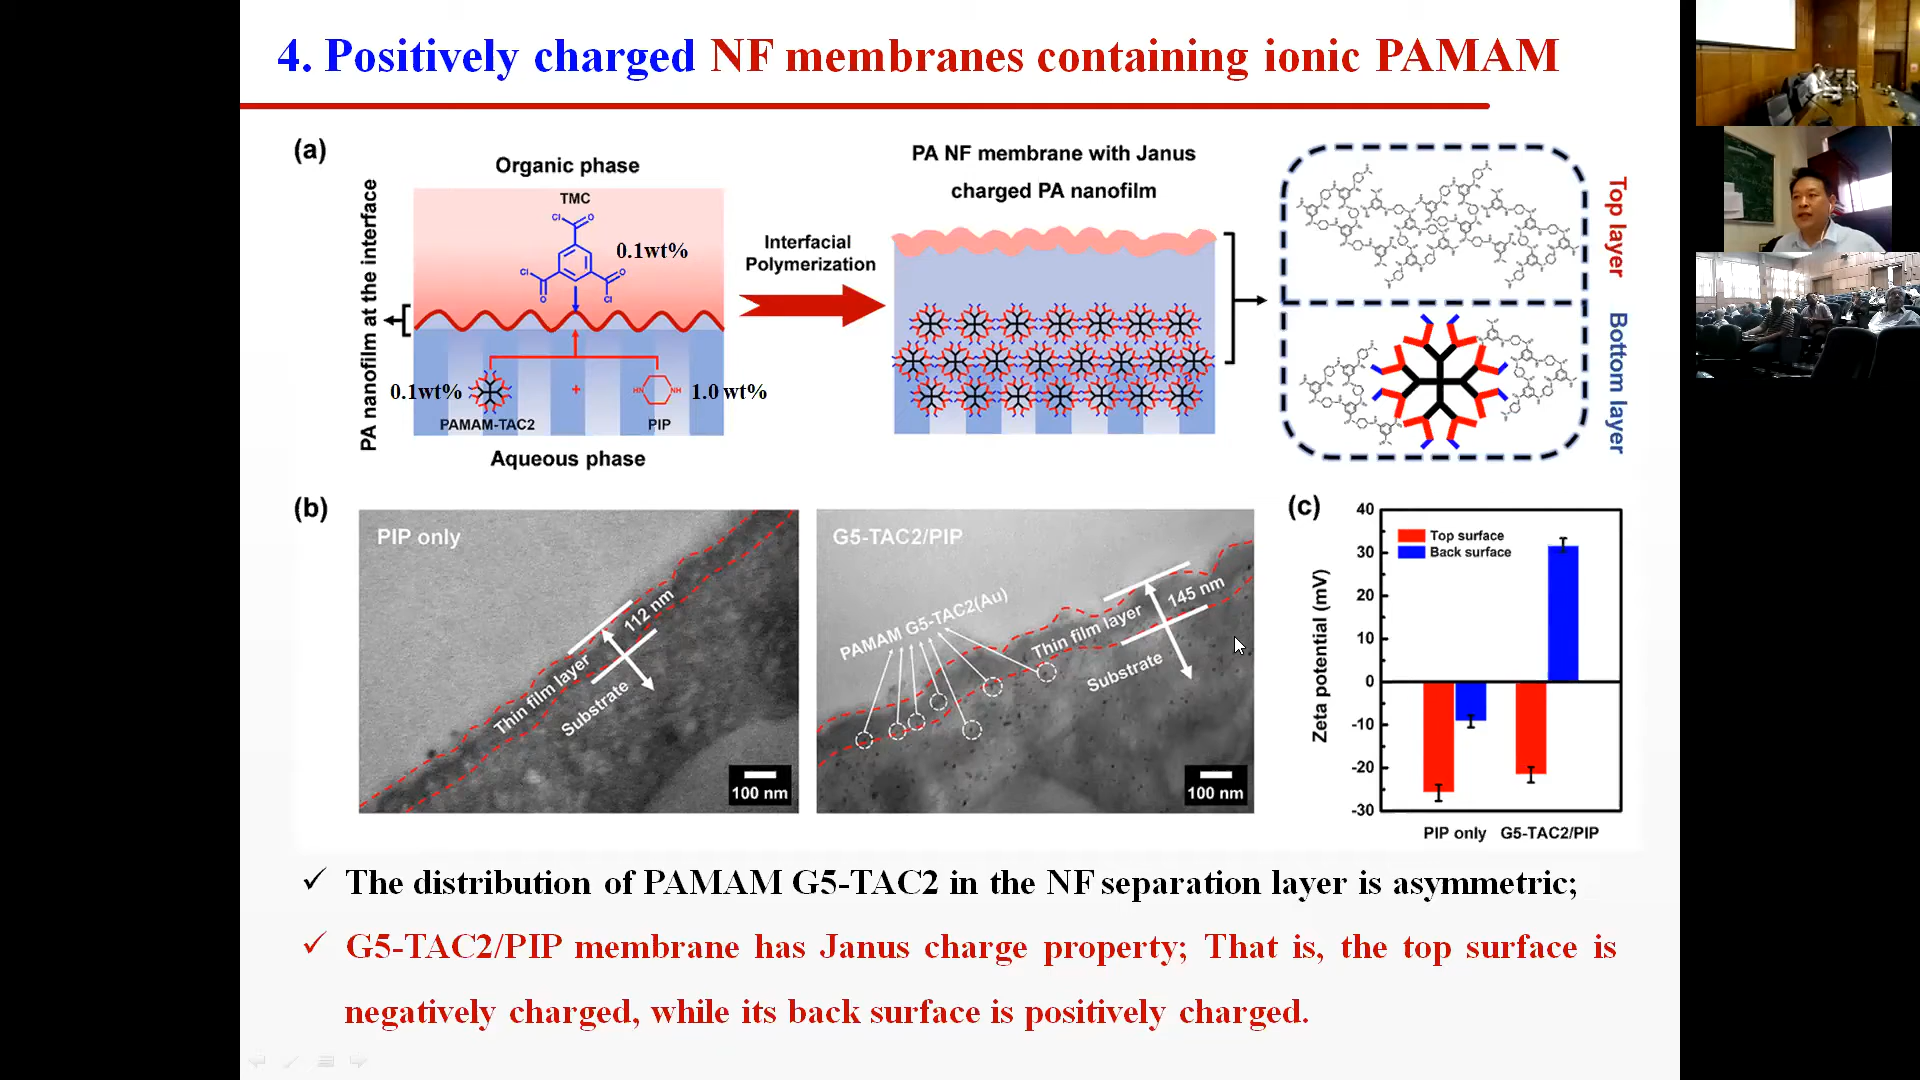 4. Positively charged NF membranes containing ionic PAMAM
(a)
PA nanofilm at the interface
Organic phase
TMC
Cl
O
0.1wt%
Cl
O
O
Cl
0.1wt%
+
HN
NH
1.0 wt%
PAMAM-TAC2
PIP
Aqueous phase
Interfacial
Polymerization
PA NF membrane with Janus
charged PA nanofilm
Top layer
Bottom layer
(b)
PIP only
112 nm
Thin film layer
Substrate
100 nm
G5-TAC2/PIP
PAMAM G5-TAC2(Au)
145 nm
Thin film layer
Substrate
100 nm
(c)
Zeta potential (mV)
40
30
20
10
0
-10
-20
-30
Top surface
Back surface
PIP only
G5-TAC2/PIP
✓ The distribution of PAMAM G5-TAC2 in the NF separation layer is asymmetric;
✓ G5-TAC2/PIP membrane has Janus charge property; That is, the top surface is
negatively charged, while its back surface is positively charged.